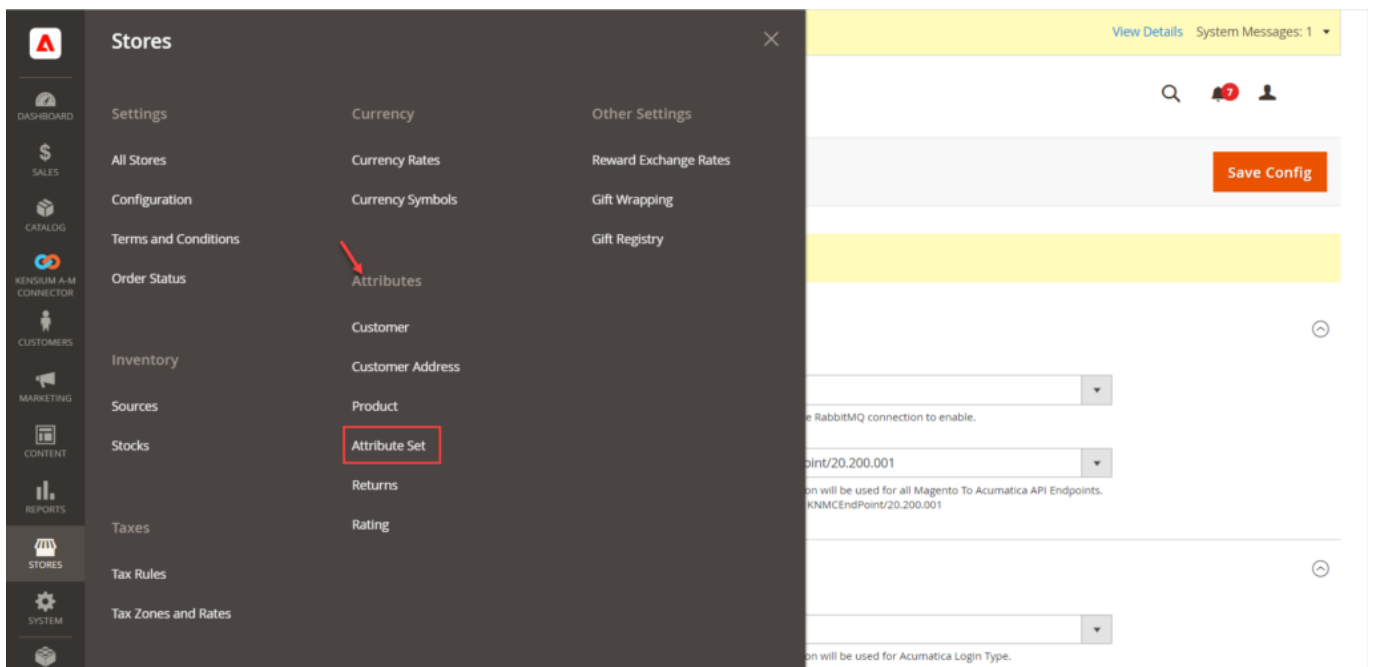 DASHBOARD
SALES
CATALOG
KENSIUM A-M
CONNECTOR
CUSTOMERS
MARKETING
CONTENT
REPORTS
STORES
SYSTEM
Stores
Settings
All Stores
Configuration
Terms and Conditions
Order Status
Inventory
Sources
Stocks
Taxes
Tax Rules
Tax Zones and Rates
Currency
Currency Rates
Currency Symbols
Attributes
Customer
Customer Address
Product
Attribute Set
Returns
Rating
Other Settings
Reward Exchange Rates
Gift Wrapping
Gift Registry
View Details System Messages: 1
7
Save Config
RabbitMQ connection to enable.
/20.200.001
will be used for all Magento To Acumatica API Endpoints.
KNMCEndPoint/20.200.001
will be used for Acumatica Login Type.